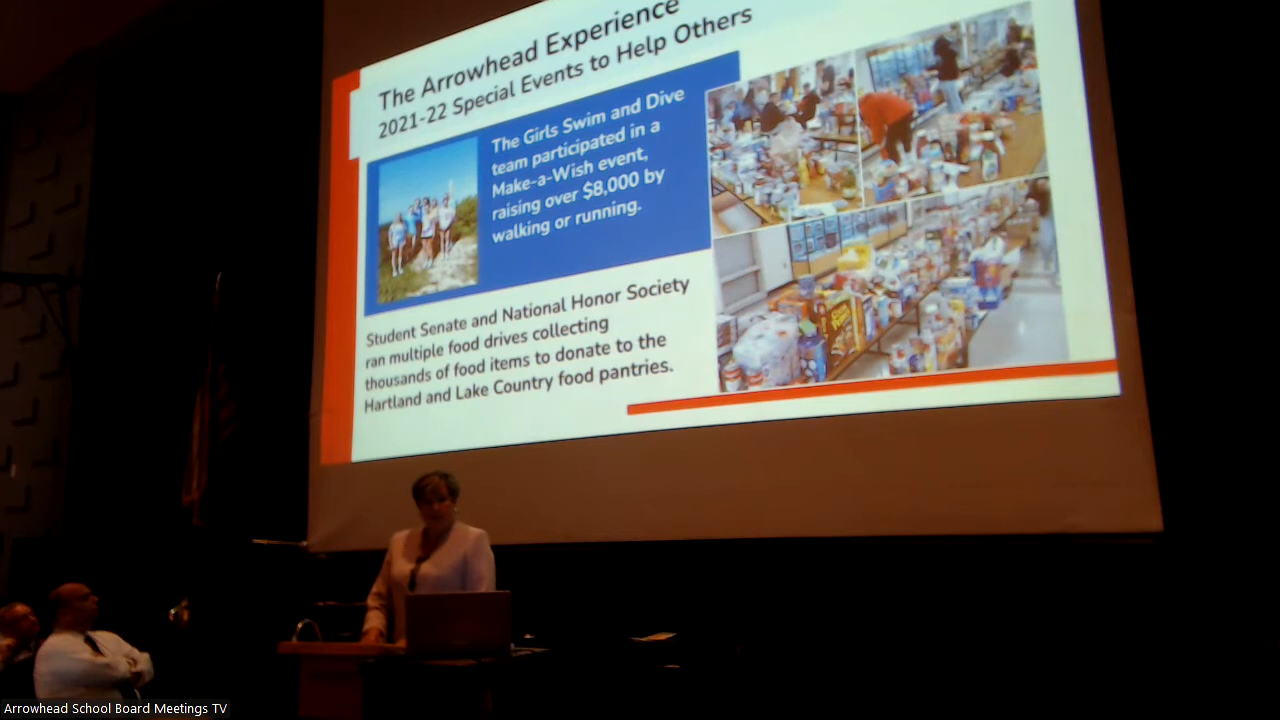 The Arrowhead Experience
2021-22 Special Events to Help Others
The Girls Swim and Dive
team participated in a
Make-a-Wish event,
raising over $8,000 by
walking or running.
Student Senate and National Honor Society
ran multiple food drives collecting
thousands of food items to donate to the
Hartland and Lake Country food pantries.
Arrowhead School Board Meetings TV